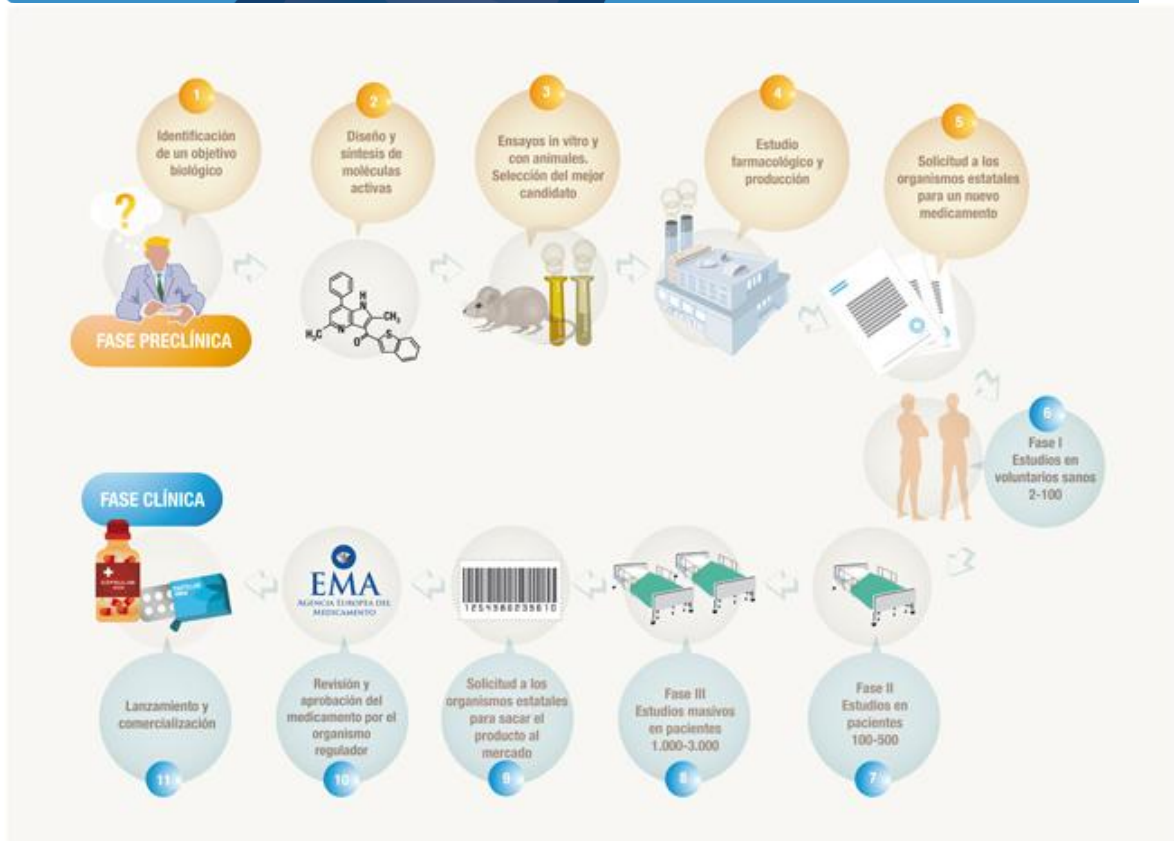 1
Identificación
de un objetivo
biológico
2
Diseño y
síntesis de
moléculas
activas
3
Ensayos in vitro y
con animales.
Selección del mejor
candidato
4
Estudio
farmacológico y
producción
5
Solicitud a los
organismos estatales
para un nuevo
medicamento
?
FASE PRECLÍNICA
H
N
CH3
H3C
N
O
S
6
Fase I
Estudios en
voluntarios sanos
2-100
FASE CLÍNICA
EMA
AGENCIA EUROPEA DEL
MEDICAMENTO
Lanzamiento y
comercialización
11
Revisión y
aprobación del
medicamento por el
organismo
regulador
10
Solicitud a los
organismos estatales
para sacar el
producto al
mercado
9
Fase III
Estudios masivos
en pacientes
1.000-3.000
8
Fase II
Estudios en
pacientes
100-500
7